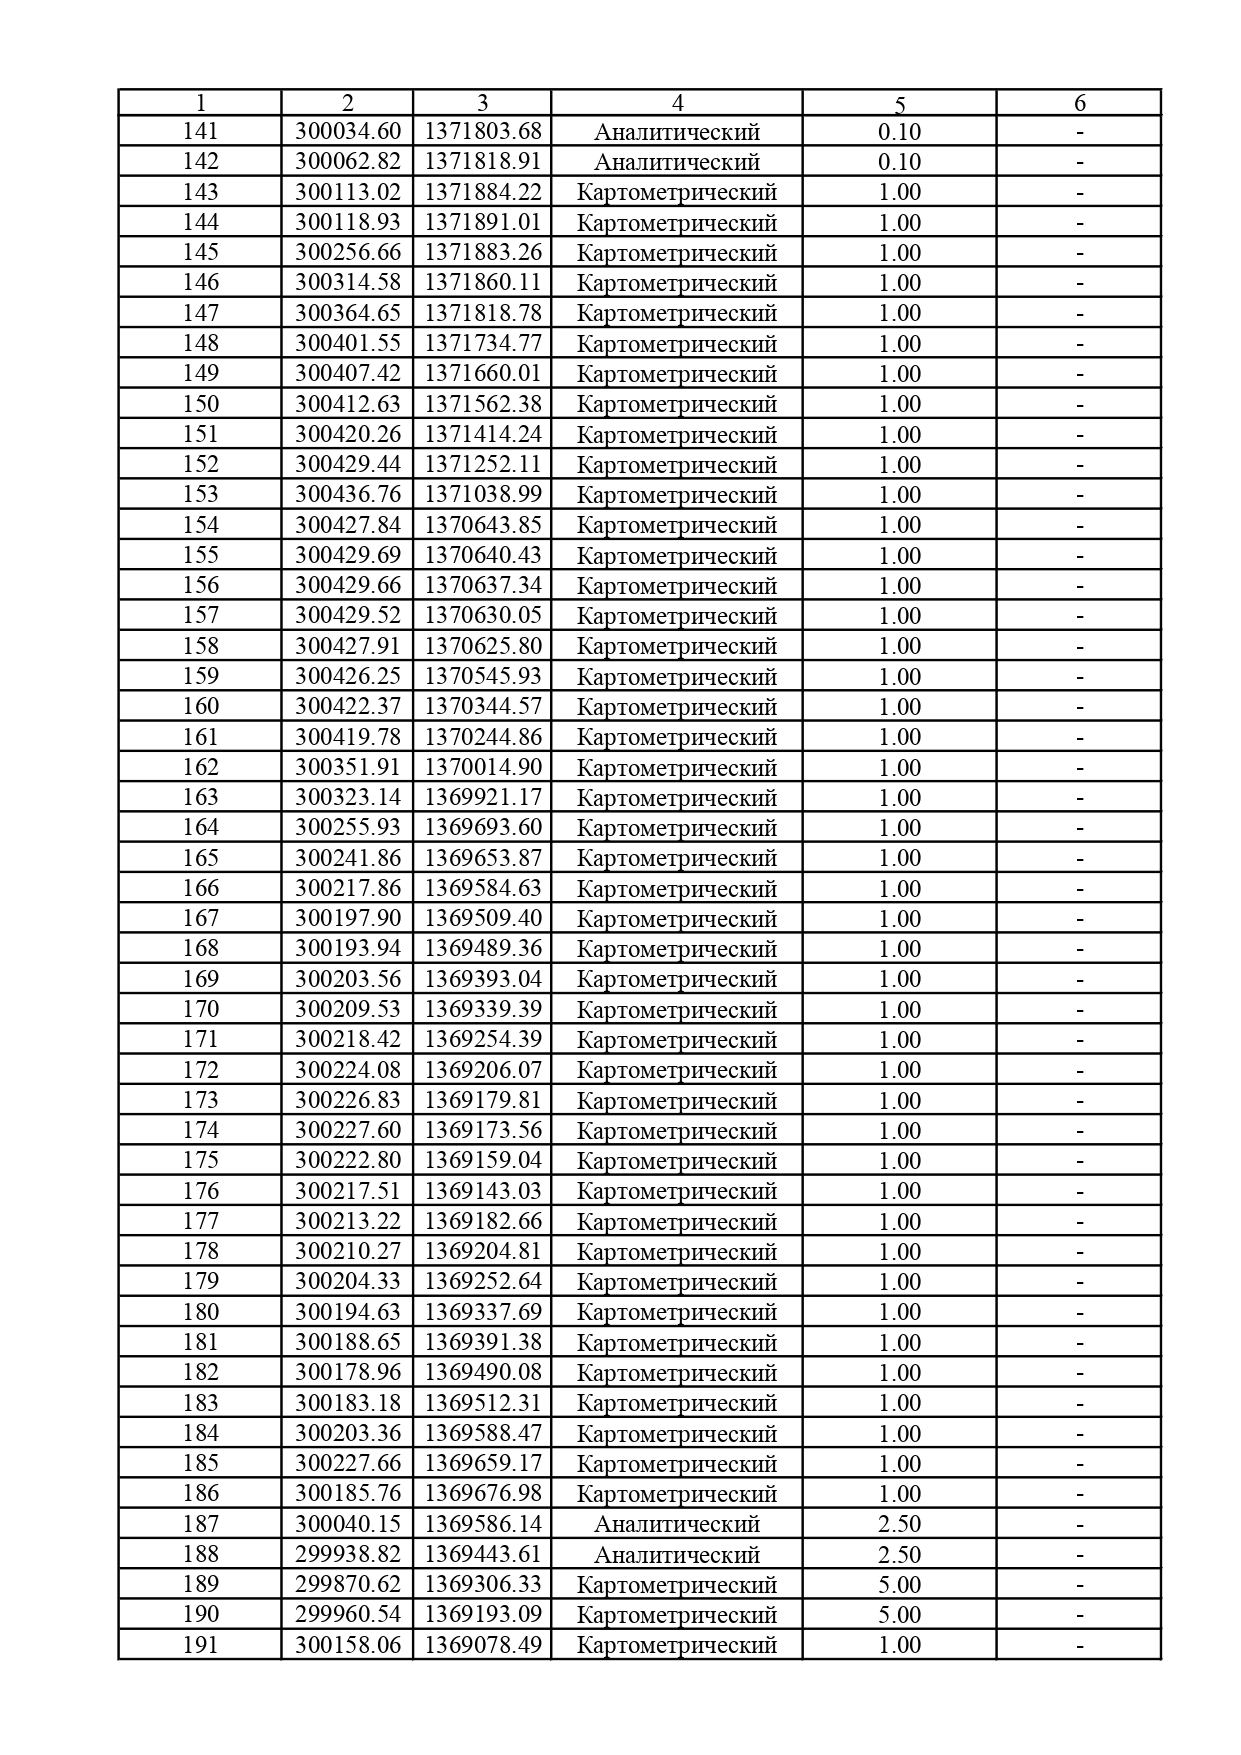 1 2 3 4 5 6
141 300034.60 1371803.68 Аналитический 0.10 -
142 300062.82 1371818.91 Аналитический 0.10 -
143 300113.02 1371884.22 Картометрический 1.00 -
144 300118.93 1371891.01 Картометрический 1.00 -
145 300256.66 1371883.26 Картометрический 1.00 -
146 300314.58 1371860.11 Картометрический 1.00 -
147 300364.65 1371818.78 Картометрический 1.00 -
148 300401.55 1371734.77 Картометрический 1.00 -
149 300407.42 1371660.01 Картометрический 1.00 -
150 300412.63 1371562.38 Картометрический 1.00 -
151 300420.26 1371414.24 Картометрический 1.00 -
152 300429.44 1371252.11 Картометрический 1.00 -
153 300436.76 1371038.99 Картометрический 1.00 -
154 300427.84 1370643.85 Картометрический 1.00 -
155 300429.69 1370640.43 Картометрический 1.00 -
156 300429.66 1370637.34 Картометрический 1.00 -
157 300429.52 1370630.05 Картометрический 1.00 -
158 300427.91 1370625.80 Картометрический 1.00 -
159 300426.25 1370545.93 Картометрический 1.00 -
160 300422.37 1370344.57 Картометрический 1.00 -
161 300419.78 1370244.86 Картометрический 1.00 -
162 300351.91 1370014.90 Картометрический 1.00 -
163 300323.14 1369921.17 Картометрический 1.00 -
164 300255.93 1369693.60 Картометрический 1.00 -
165 300241.86 1369653.87 Картометрический 1.00 -
166 300217.86 1369584.63 Картометрический 1.00 -
167 300197.90 1369509.40 Картометрический 1.00 -
168 300193.94 1369489.36 Картометрический 1.00 -
169 300203.56 1369393.04 Картометрический 1.00 -
170 300209.53 1369339.39 Картометрический 1.00 -
171 300218.42 1369254.39 Картометрический 1.00 -
172 300224.08 1369206.07 Картометрический 1.00 -
173 300226.83 1369179.81 Картометрический 1.00 -
174 300227.60 1369173.56 Картометрический 1.00 -
175 300222.80 1369159.04 Картометрический 1.00 -
176 300217.51 1369143.03 Картометрический 1.00 -
177 300213.22 1369182.66 Картометрический 1.00 -
178 300210.27 1369204.81 Картометрический 1.00 -
179 300204.33 1369252.64 Картометрический 1.00 -
180 300194.63 1369337.69 Картометрический 1.00 -
181 300188.65 1369391.38 Картометрический 1.00 -
182 300178.96 1369490.08 Картометрический 1.00 -
183 300183.18 1369512.31 Картометрический 1.00 -
184 300203.36 1369588.47 Картометрический 1.00 -
185 300227.66 1369659.17 Картометрический 1.00 -
186 300185.76 1369676.98 Картометрический 1.00 -
187 300040.15 1369586.14 Аналитический 2.50 -
188 299938.82 1369443.61 Аналитический 2.50 -
189 299870.62 1369306.33 Картометрический 5.00 -
190 299960.54 1369193.09 Картометрический 5.00 -
191 300158.06 1369078.49 Картометрический 1.00 -